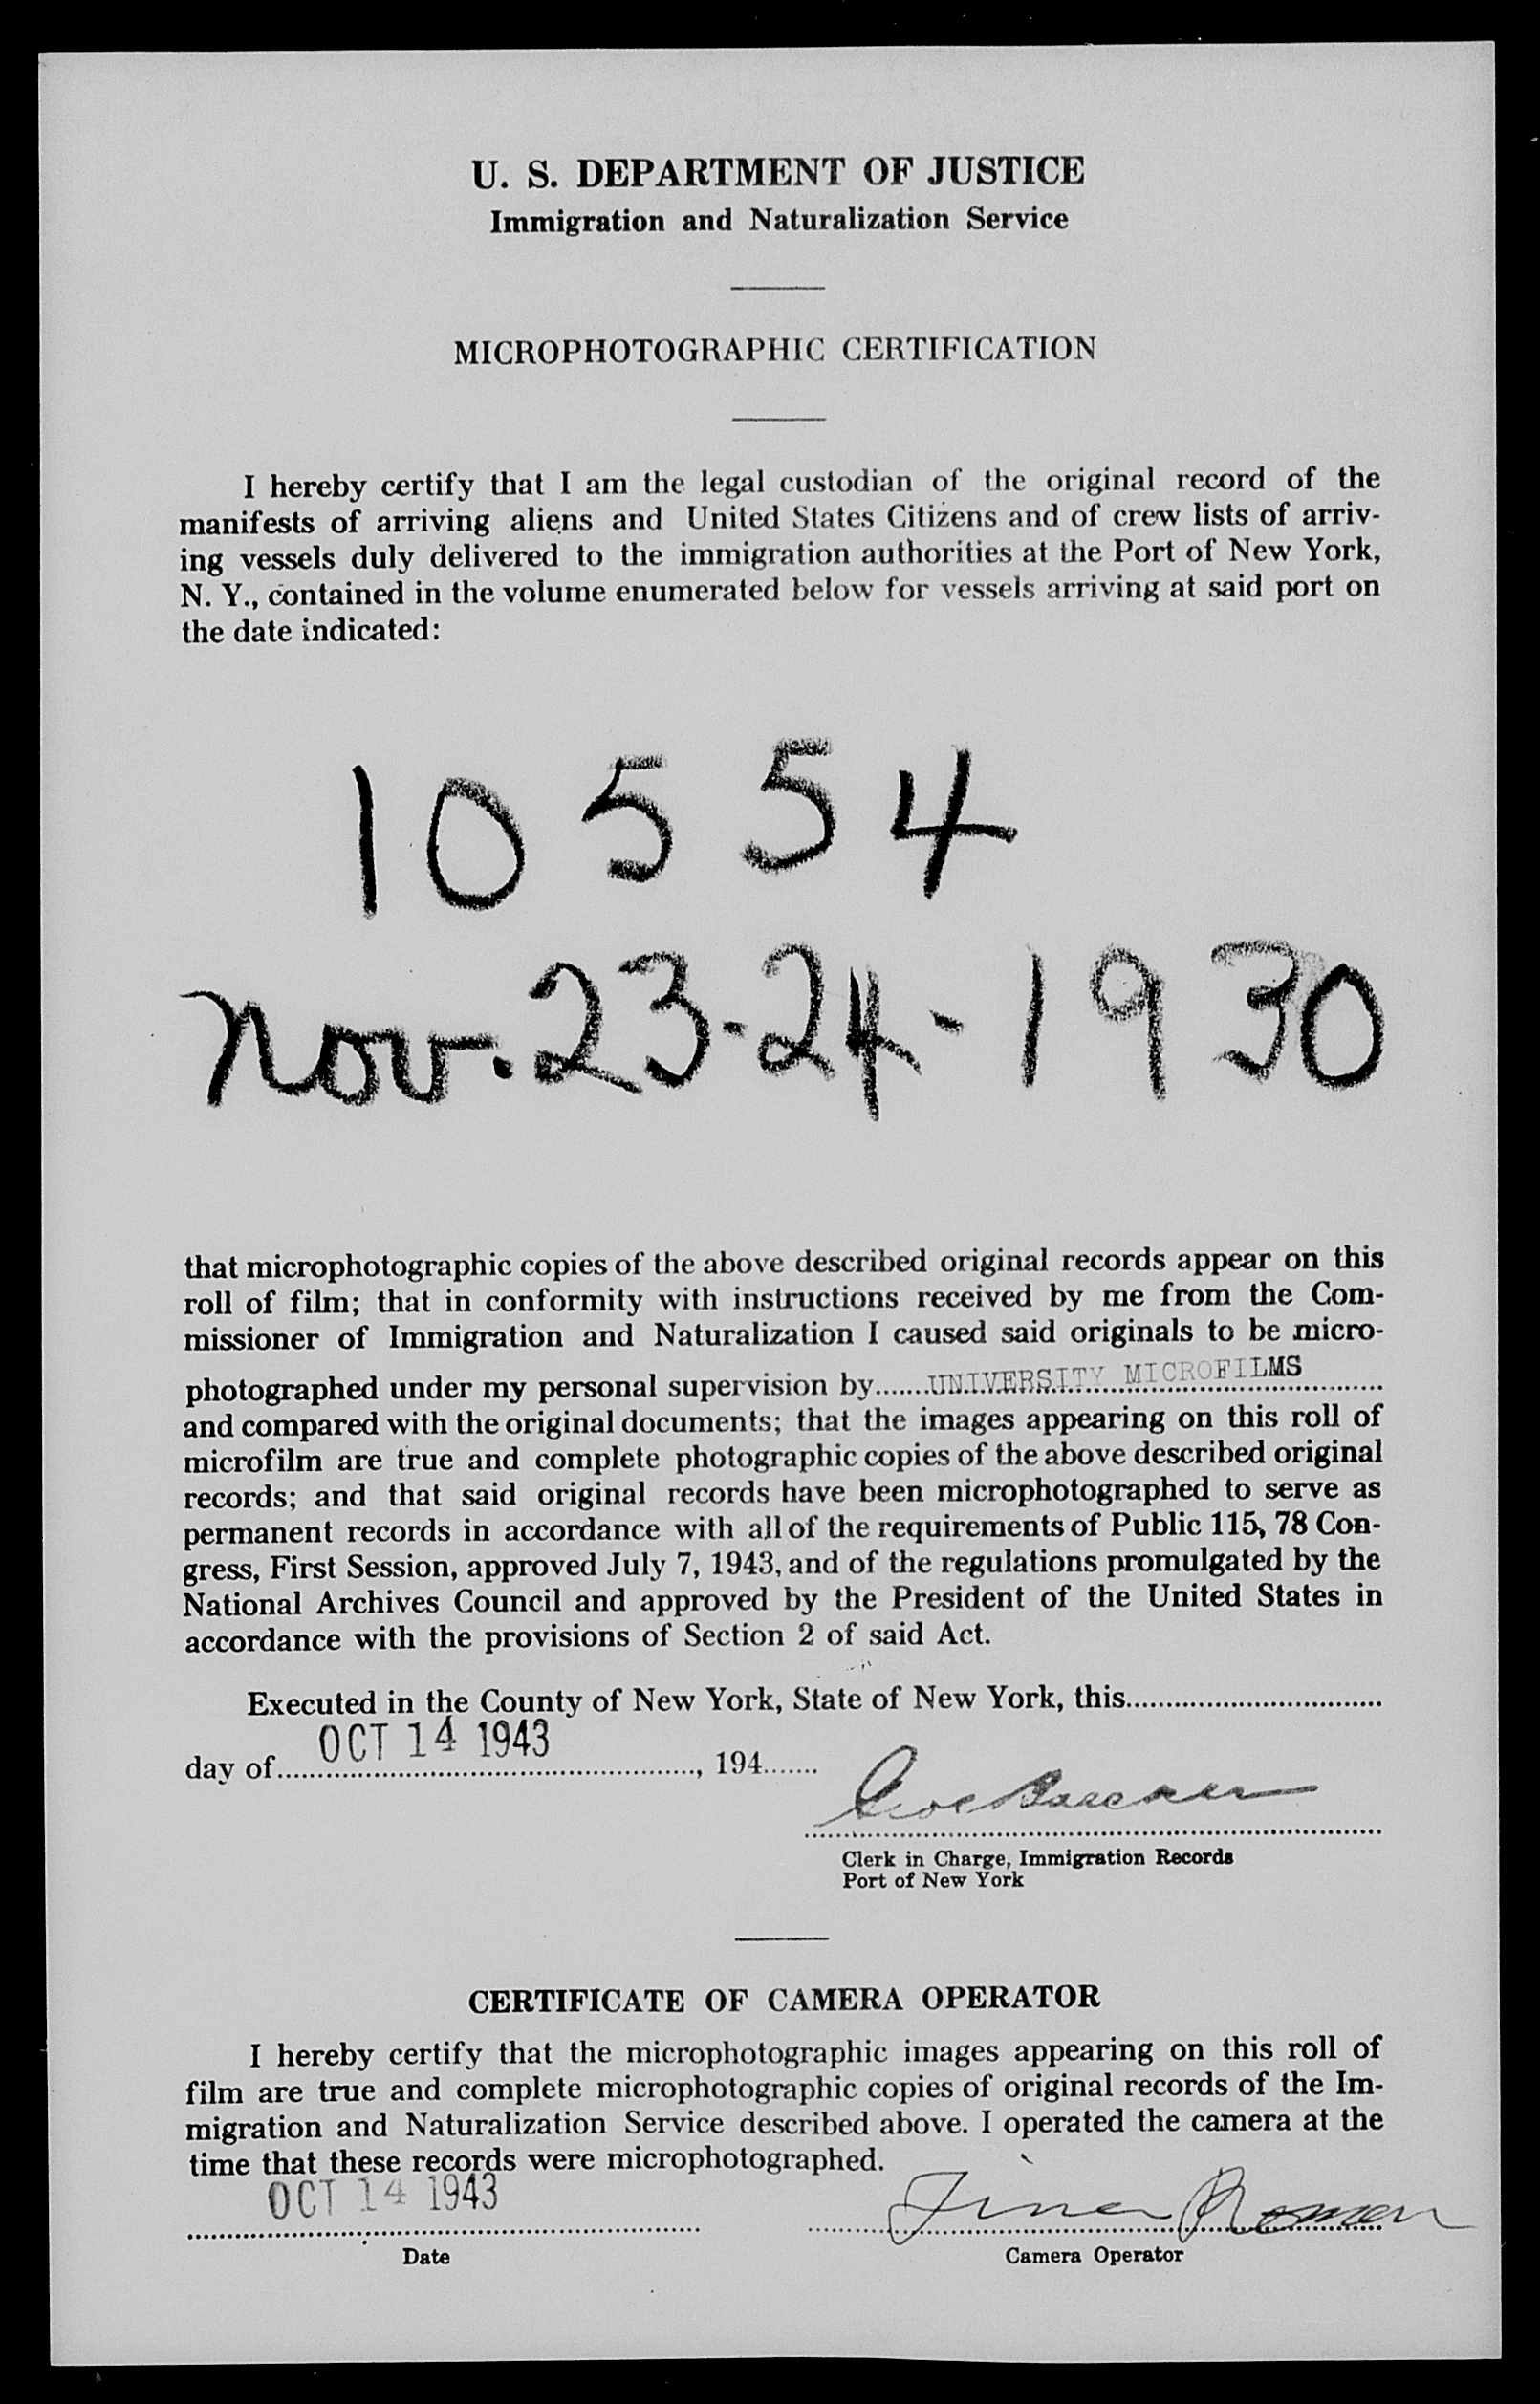 U. S. DEPARTMENT OF JUSTICE
Immigration and Naturalization Service
MICROPHOTOGRAPHIC CERTIFICATION
I hereby certify that I am the legal custodian of the original record of the
manifests of arriving aliens and United States Citizens and of crew lists of arriv-
ing vessels duly delivered to the immigration authorities at the Port of New York,
N. Y., contained in the volume enumerated below for vessels arriving at said port on
the date indicated:
10554
Nov. 23-24-1930
that microphotographic copies of the above described original records appear on this
roll of film; that in conformity with instructions received by me from the Com-
missioner of Immigration and Naturalization I caused said originals to be micro-
photographed under my personal supervision by.......UNIVERSITY MICROFILMS
and compared with the original documents; that the images appearing on this roll of
microfilm are true and complete photographic copies of the above described original
records; and that said original records have been microphotographed to serve as
permanent records in accordance with all of the requirements of Public 115, 78 Con-
gress, First Session, approved July 7, 1943, and of the regulations promulgated by the
National Archives Council and approved by the President of the United States in
accordance with the provisions of Section 2 of said Act.
Executed in the County of New York, State of New York, this................................
day of.....OCT 14 1943...................., 194.......
Clerk in Charge, Immigration Records
Port of New York
CERTIFICATE OF CAMERA OPERATOR
I hereby certify that the microphotographic images appearing on this roll of
film are true and complete microphotographic copies of original records of the Im-
migration and Naturalization Service described above. I operated the camera at the
time that these records were microphotographed.
OCT 14 1943
Date
Camera Operator